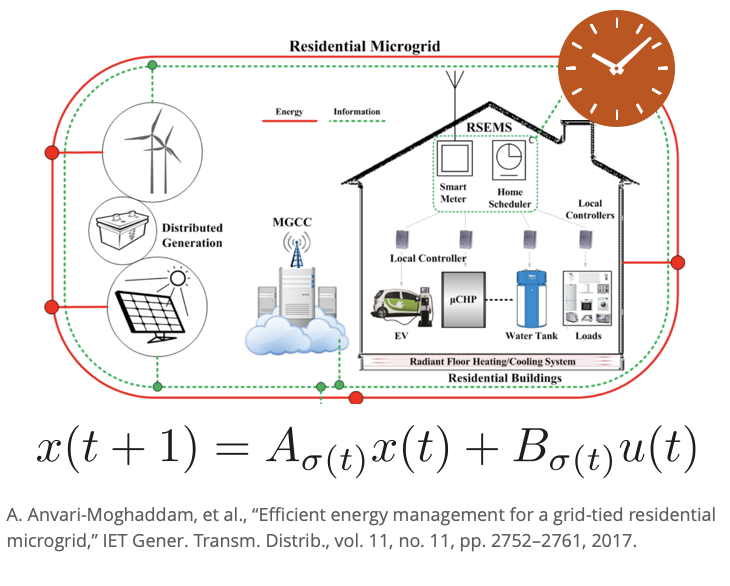 Residential Microgrid
Energy
Information
RSEMS
C
Smart
Meter
Home
Scheduler
Local
Controllers
Distributed
Generation
MGCC
Local Controller
μCHP
EV
Water Tank
Loads
Radiant Floor Heating/Cooling System
Residential Buildings
x(t + 1) = A_{σ(t)}x(t) + B_{σ(t)}u(t)
A. Anvari-Moghaddam, et al., “Efficient energy management for a grid-tied residential
microgrid,” IET Gener. Transm. Distrib., vol. 11, no. 11, pp. 2752–2761, 2017.